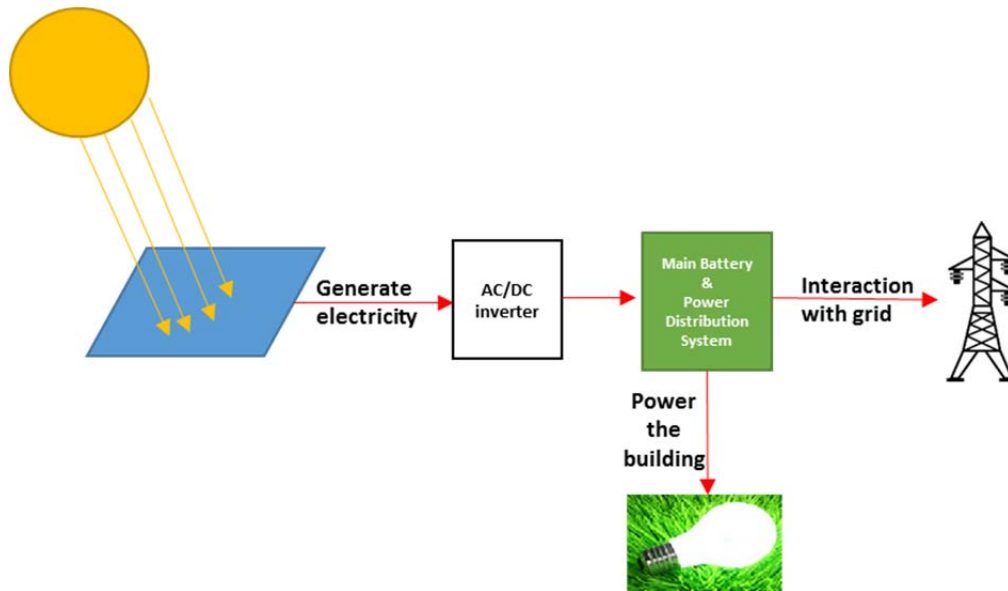 Generate
electricity
AC/DC
inverter
Main Battery
&
Power
Distribution
System
Interaction
with grid
Power
the
building